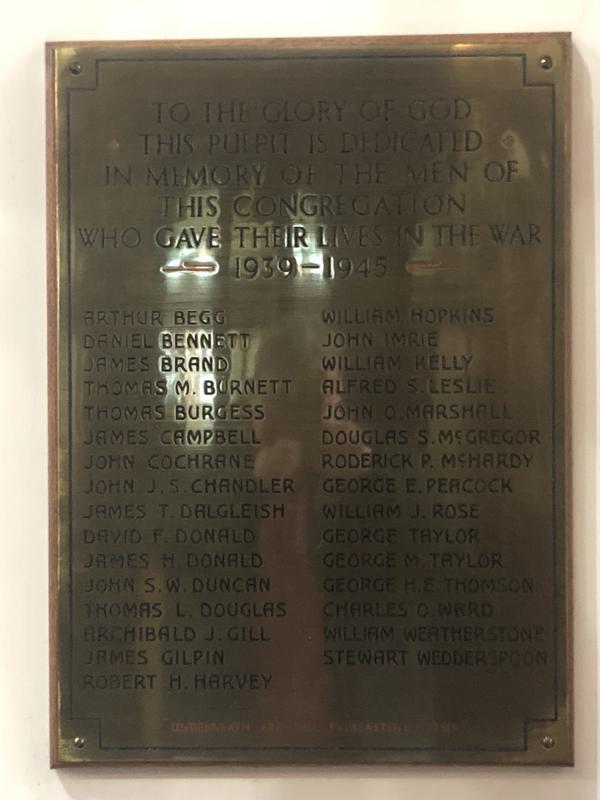 TO THE GLORY OF GOD
THIS PULPIT IS DEDICATED
IN MEMORY OF THE MEN OF
THIS CONGREGATION
WHO GAVE THEIR LIVES IN THE WAR
1939-1945
ARTHUR BEGG
DANIEL BENNETT
JAMES BRAND
THOMAS M. BURNETT
THOMAS BURGESS
JAMES CAMPBELL
JOHN COCHRANE
JOHN J.S. CHANDLER
JAMES T. DALGLEISH
DAVID F. DONALD
JAMES H. DONALD
JOHN S.W. DUNCAN
THOMAS L. DOUGLAS
ARCHIBALD J. GILL
JAMES GILPIN
ROBERT H. HARVEY
WILLIAM HOPKINS
JOHN IMRIE
WILLIAM KELLY
ALFRED S. LESLIE
JOHN O. MARSHALL
DOUGLAS S. McGREGOR
RODERICK P. McHARDY
GEORGE E. PEACOCK
WILLIAM J. ROSE
GEORGE TAYLOR
GEORGE M. TAYLOR
GEORGE H.E. THOMSON
CHARLES O. WARD
WILLIAM WEATHERSTONE
STEWART WEDDERSPOON
"UNDERNEATH ARE THE EVERLASTING ARMS"